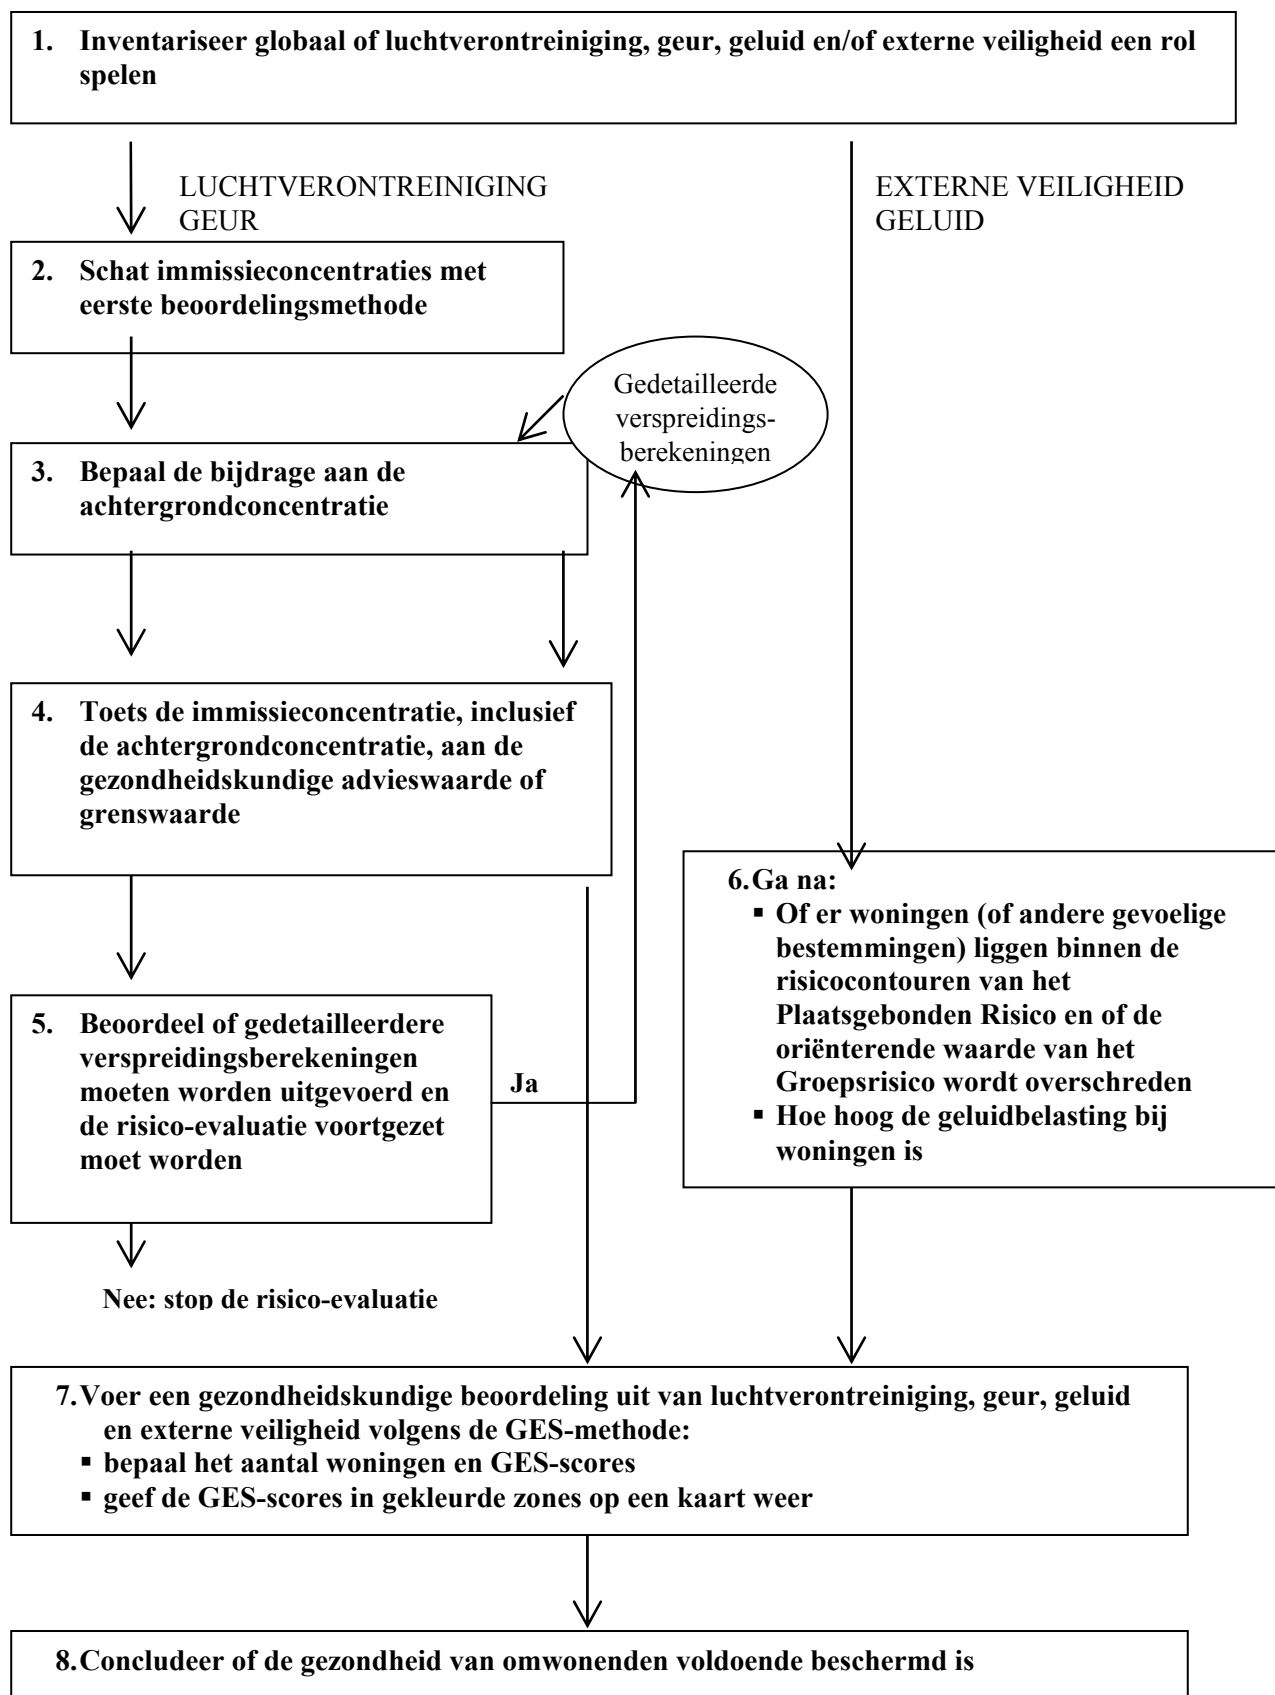 1. Inventariseer globaal of luchtverontreiniging, geur, geluid en/of externe veiligheid een rol
spelen
LUCHTVERONTREINIGING
GEUR
EXTERNE VEILIGHEID
GELUID
2. Schat immissieconcentraties met
eerste beoordelingsmethode
Gedetailleerde
verspreidings-
berekeningen
3. Bepaal de bijdrage aan de
achtergrondconcentratie
4. Toets de immissieconcentratie, inclusief
de achtergrondconcentratie, aan de
gezondheidskundige advieswaarde of
grenswaarde
5. Beoordeel of gedetailleerdere
verspreidingsberekeningen
moeten worden uitgevoerd en
de risico-evaluatie voortgezet
moet worden
Ja
Nee: stop de risico-evaluatie
6. Ga na:
▪ Of er woningen (of andere gevoelige
bestemmingen) liggen binnen de
risicocontouren van het
Plaatsgebonden Risico en of de
oriënterende waarde van het
Groepsrisico wordt overschreden
▪ Hoe hoog de geluidbelasting bij
woningen is
7. Voer een gezondheidskundige beoordeling uit van luchtverontreiniging, geur, geluid
en externe veiligheid volgens de GES-methode:
▪ bepaal het aantal woningen en GES-scores
▪ geef de GES-scores in gekleurde zones op een kaart weer
8. Concludeer of de gezondheid van omwonenden voldoende beschermd is